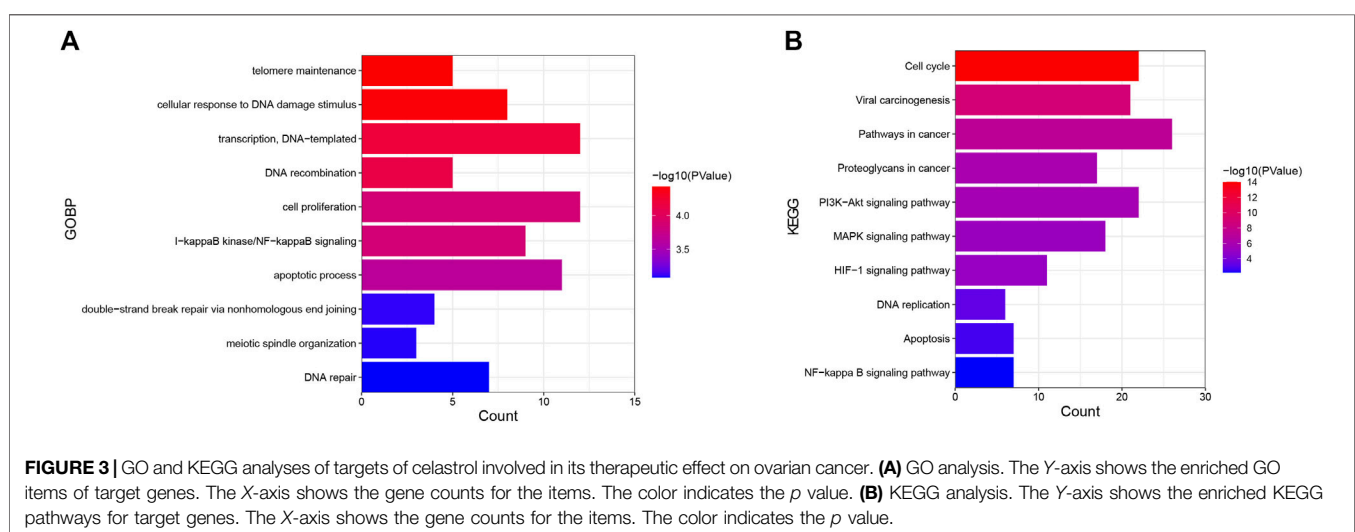 A
telomere maintenance
cellular response to DNA damage stimulus
transcription, DNA−templated
DNA recombination
cell proliferation
I−kappaB kinase/NF−kappaB signaling
apoptotic process
double−strand break repair via nonhomologous end joining
meiotic spindle organization
DNA repair
GOBP
0 5 10 15
Count
−log10(PValue)
4.0
3.5
B
Cell cycle
Viral carcinogenesis
Pathways in cancer
Proteoglycans in cancer
PI3K−Akt signaling pathway
MAPK signaling pathway
HIF−1 signaling pathway
DNA replication
Apoptosis
NF−kappa B signaling pathway
KEGG
0 10 20 30
Count
−log10(PValue)
14
12
10
8
6
4
FIGURE 3 | GO and KEGG analyses of targets of celastrol involved in its therapeutic effect on ovarian cancer. (A) GO analysis. The Y-axis shows the enriched GO
items of target genes. The X-axis shows the gene counts for the items. The color indicates the p value. (B) KEGG analysis. The Y-axis shows the enriched KEGG
pathways for target genes. The X-axis shows the gene counts for the items. The color indicates the p value.